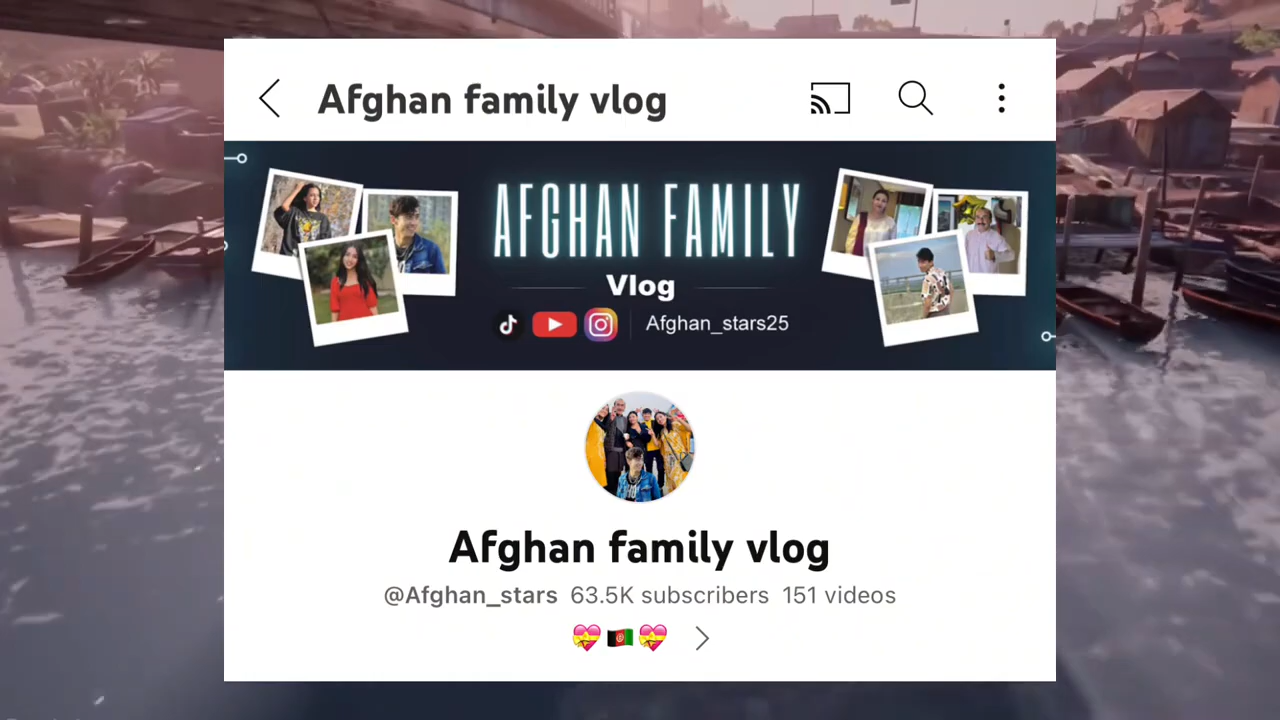 Afghan family vlog
AFGHAN FAMILY
Vlog
Afghan_stars25
Afghan family vlog
@Afghan_stars 63.5K subscribers 151 videos